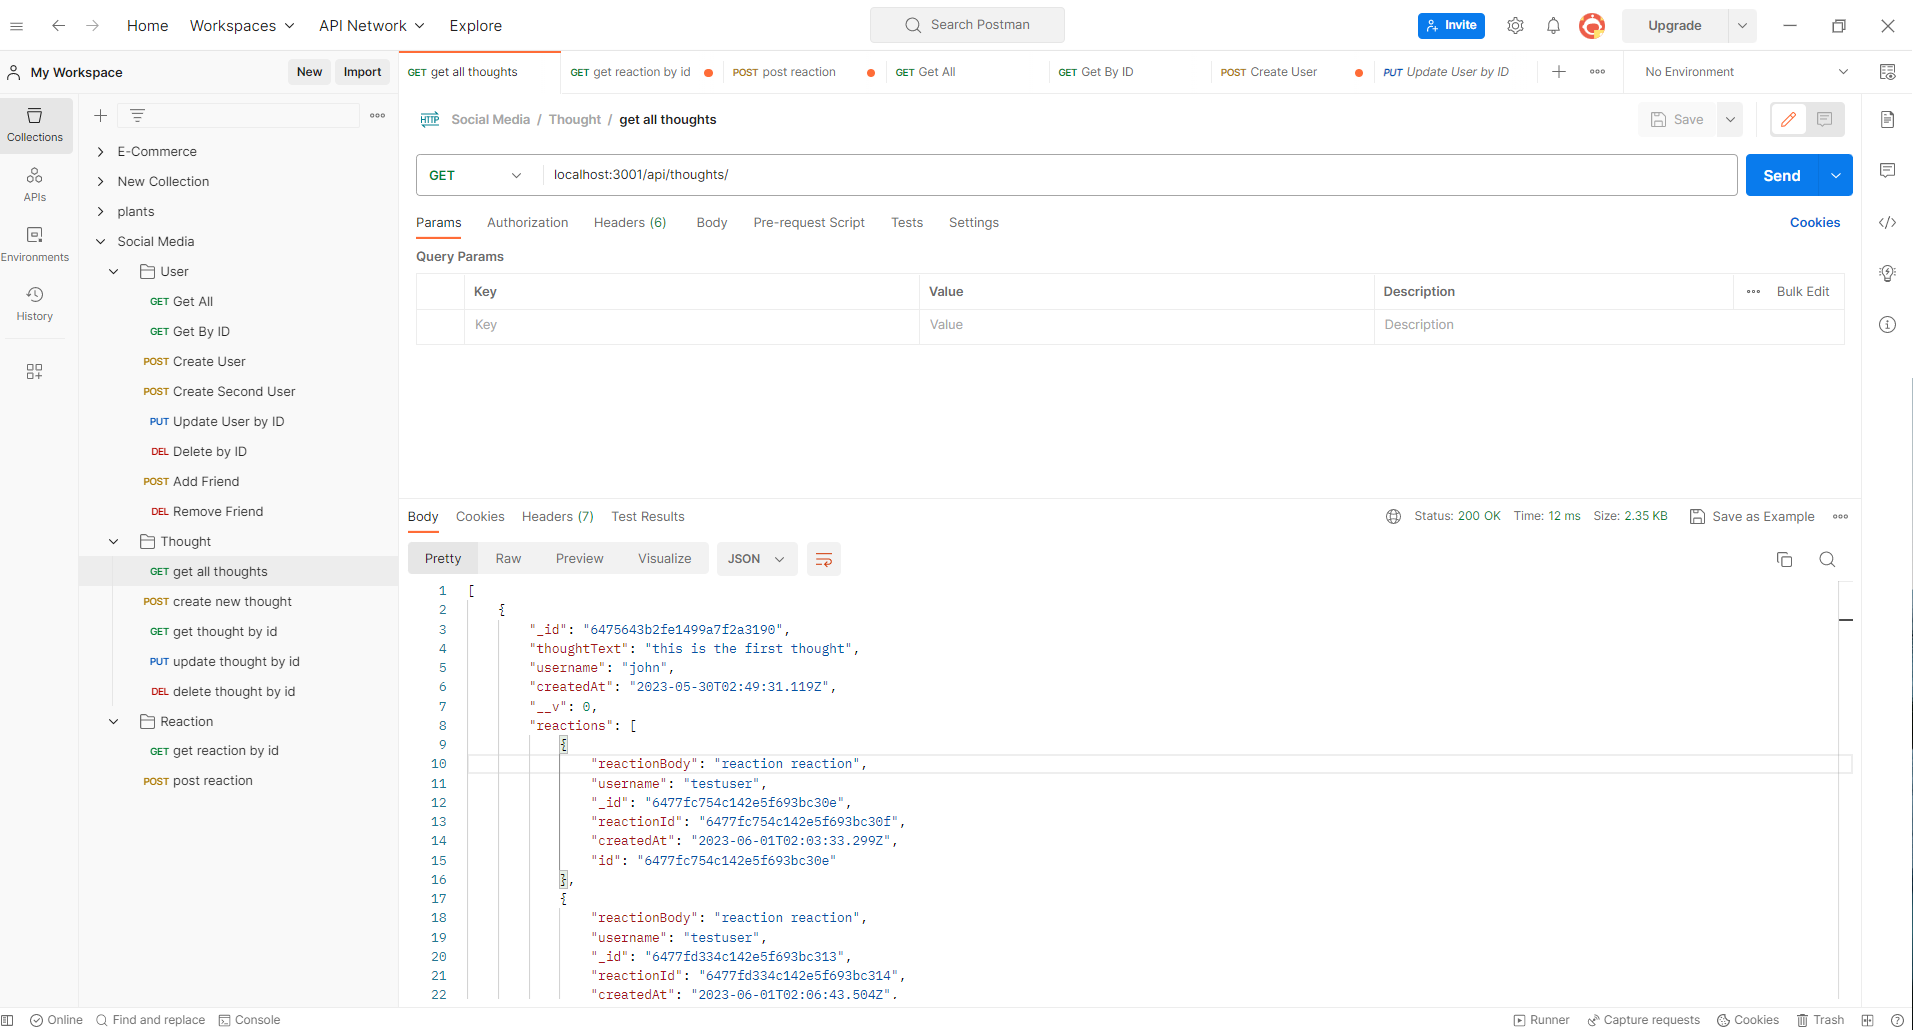 Home Workspaces API Network Explore Search Postman Invite Upgrade
My Workspace New Import
GET get all thoughts GET get reaction by id POST post reaction GET Get All GET Get By ID POST Create User PUT Update User by ID No Environment
Collections
APIs
Environments
History
E-Commerce
New Collection
plants
Social Media
User
GET Get All
GET Get By ID
POST Create User
POST Create Second User
PUT Update User by ID
DEL Delete by ID
POST Add Friend
DEL Remove Friend
Thought
GET get all thoughts
POST create new thought
GET get thought by id
PUT update thought by id
DEL delete thought by id
Reaction
GET get reaction by id
POST post reaction
HTTP Social Media / Thought / get all thoughts Save
GET localhost:3001/api/thoughts/ Send
Params Authorization Headers (6) Body Pre-request Script Tests Settings Cookies
Query Params
Key Value Description Bulk Edit
Key Value Description
Body Cookies Headers (7) Test Results Status: 200 OK Time: 12 ms Size: 2.35 KB Save as Example
Pretty Raw Preview Visualize JSON
1 [
2 {
3 "_id": "6475643b2fe1499a7f2a3190",
4 "thoughtText": "this is the first thought",
5 "username": "john",
6 "createdAt": "2023-05-30T02:49:31.119Z",
7 "__v": 0,
8 "reactions": [
9 {
10 "reactionBody": "reaction reaction",
11 "username": "testuser",
12 "_id": "6477fc754c142e5f693bc30e",
13 "reactionId": "6477fc754c142e5f693bc30f",
14 "createdAt": "2023-06-01T02:03:33.299Z",
15 "id": "6477fc754c142e5f693bc30e"
16 },
17 {
18 "reactionBody": "reaction reaction",
19 "username": "testuser",
20 "_id": "6477fd334c142e5f693bc313",
21 "reactionId": "6477fd334c142e5f693bc314",
22 "createdAt": "2023-06-01T02:06:43.504Z",
Online Find and replace Console Runner Capture requests Cookies Trash